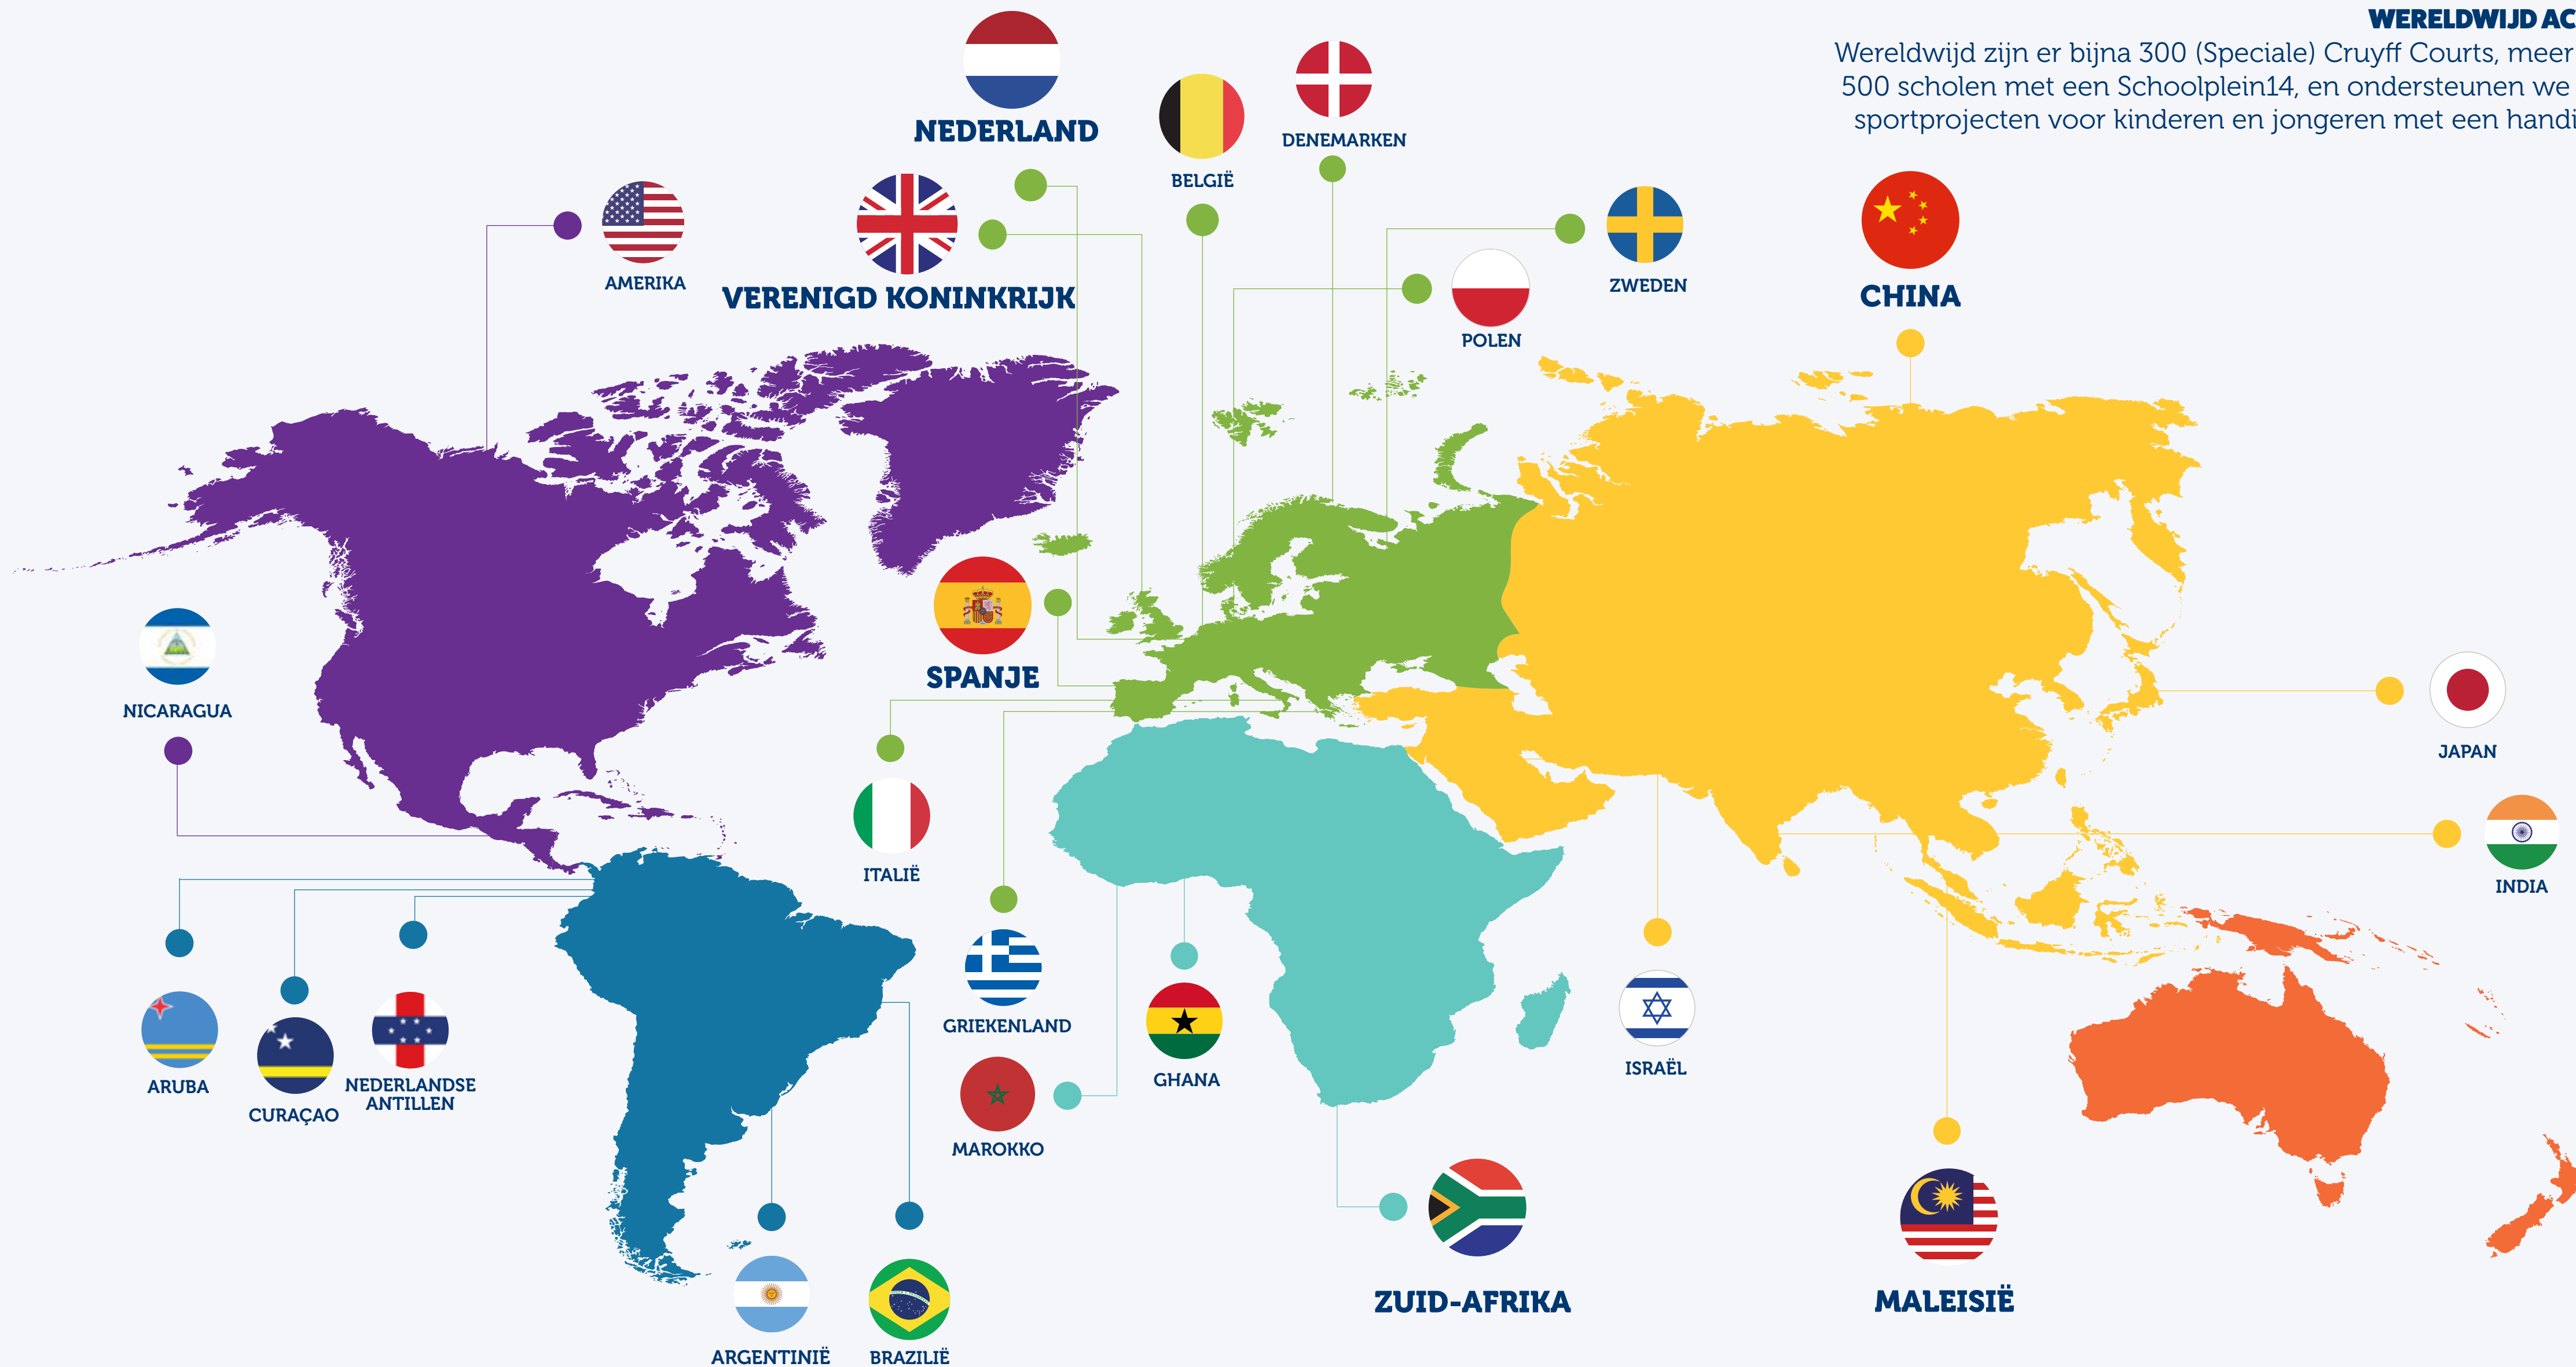 WERELDWIJD AC
Wereldwijd zijn er bijna 300 (Speciale) Cruyff Courts, meer
500 scholen met een Schoolplein14, en ondersteunen we
sportprojecten voor kinderen en jongeren met een handi
NEDERLAND
BELGIË
DENEMARKEN
AMERIKA
VERENIGD KONINKRIJK
POLEN
ZWEDEN
CHINA
NICARAGUA
SPANJE
JAPAN
ITALIË
INDIA
ARUBA
CURAÇAO
NEDERLANDSE
ANTILLEN
GRIEKENLAND
GHANA
ISRAËL
MAROKKO
ZUID-AFRIKA
MALEISIË
ARGENTINIË
BRAZILIË